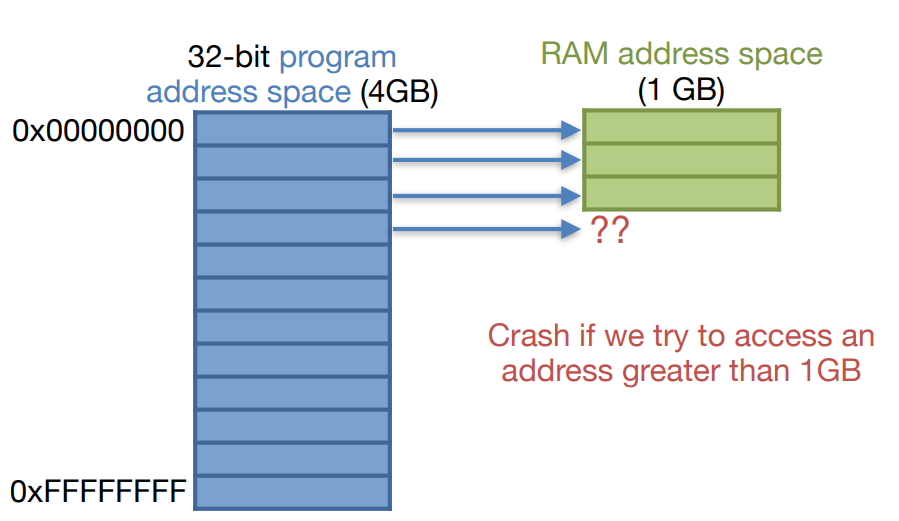 32-bit program
address space (4GB)
RAM address space
(1 GB)
0x00000000
??
Crash if we try to access an
address greater than 1GB
0xFFFFFFFF